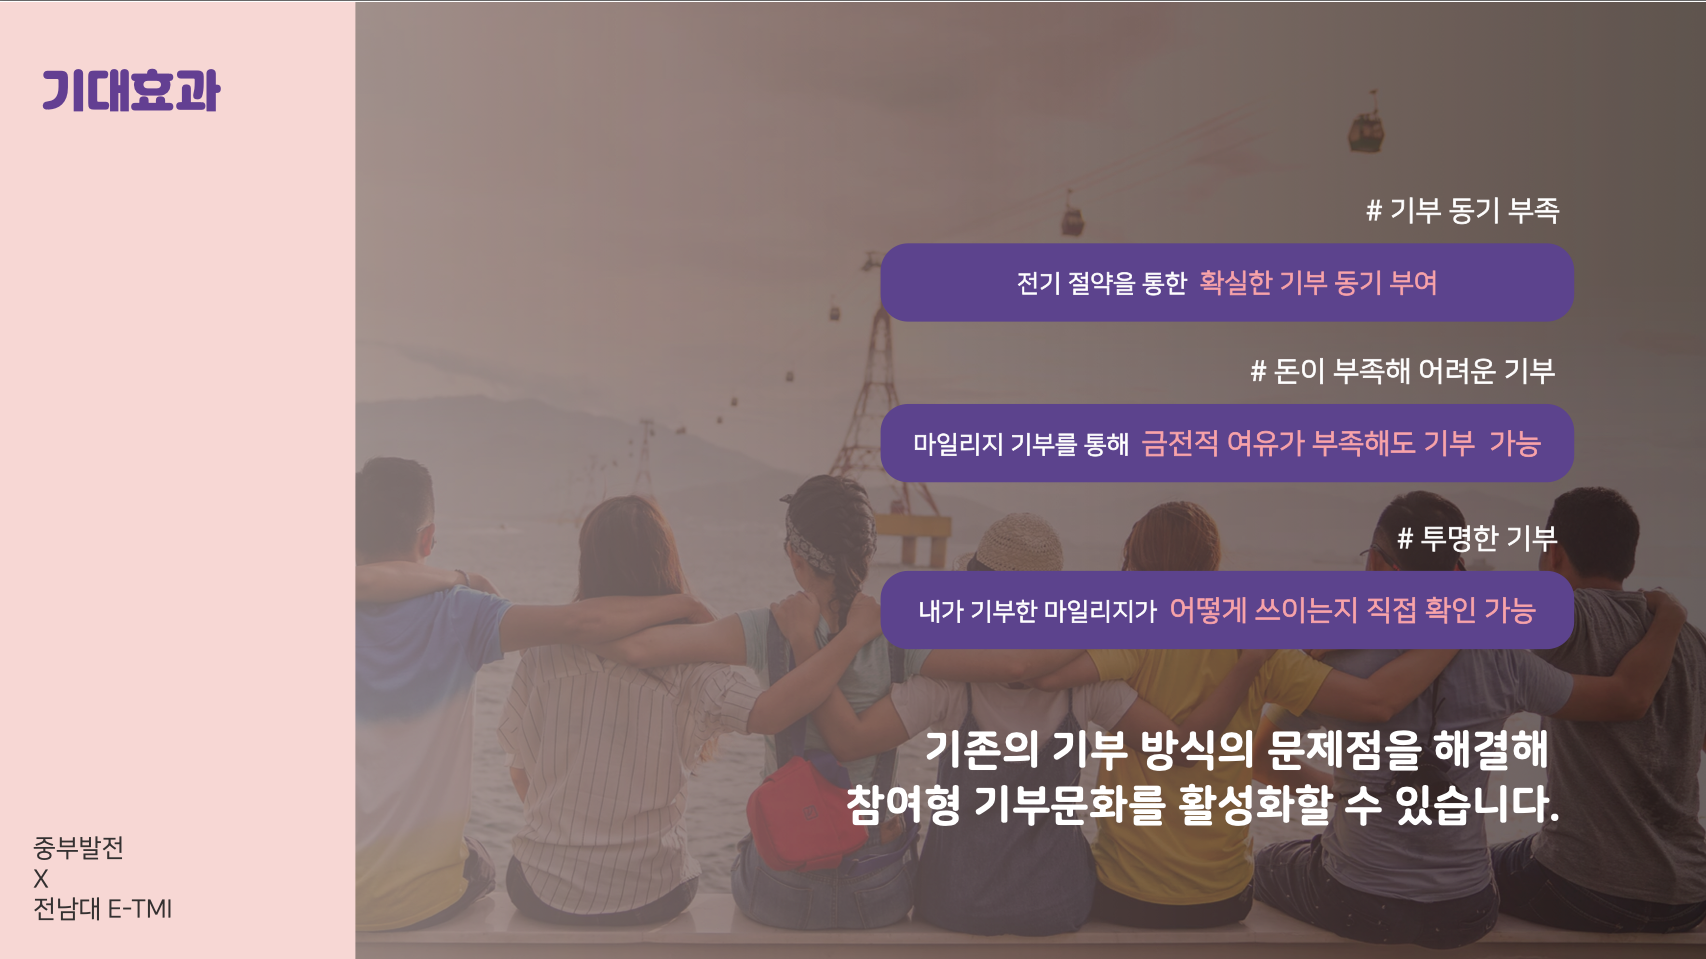 기대효과
# 기부 동기 부족
전기 절약을 통한 확실한 기부 동기 부여
# 돈이 부족해 어려운 기부
마일리지 기부를 통해 금전적 여유가 부족해도 기부 가능
# 투명한 기부
내가 기부한 마일리지가 어떻게 쓰이는지 직접 확인 가능
기존의 기부 방식의 문제점을 해결해
참여형 기부문화를 활성화할 수 있습니다.
중부발전
X
전남대 E-TMI